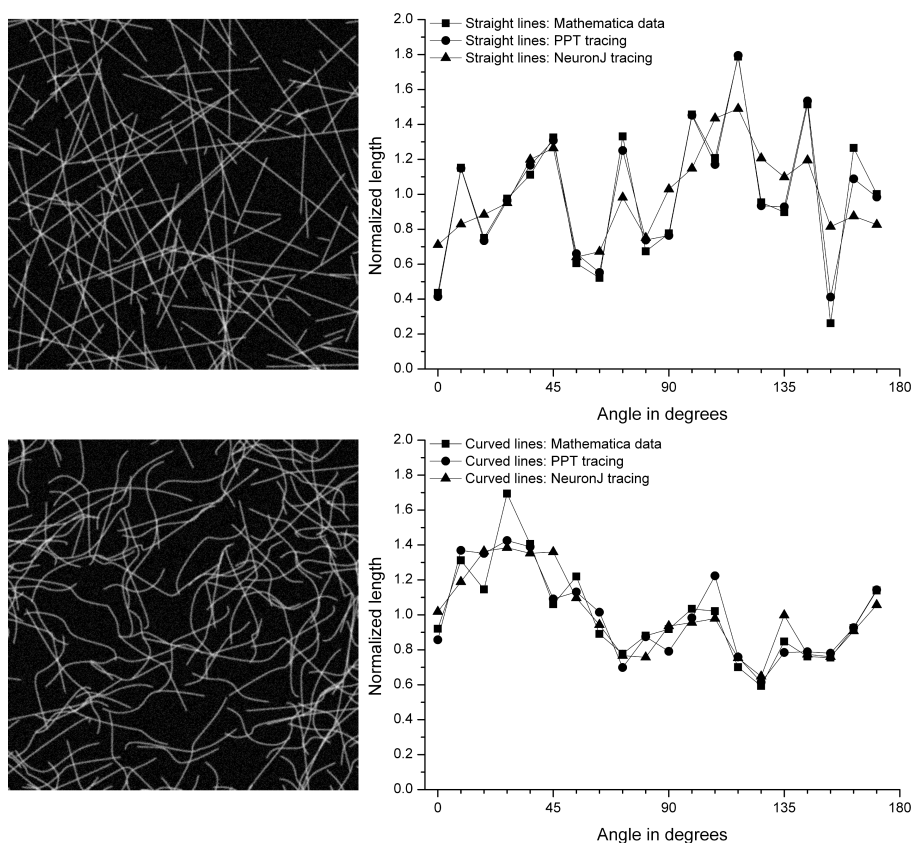 Straight lines: Mathematica data
Straight lines: PPT tracing
Straight lines: NeuronJ tracing
2.0
1.8
1.6
1.4
1.2
1.0
0.8
0.6
0.4
0.2
0.0
Normalized length
0 45 90 135 180
Angle in degrees
Curved lines: Mathematica data
Curved lines: PPT tracing
Curved lines: NeuronJ tracing
2.0
1.8
1.6
1.4
1.2
1.0
0.8
0.6
0.4
0.2
0.0
Normalized length
0 45 90 135 180
Angle in degrees